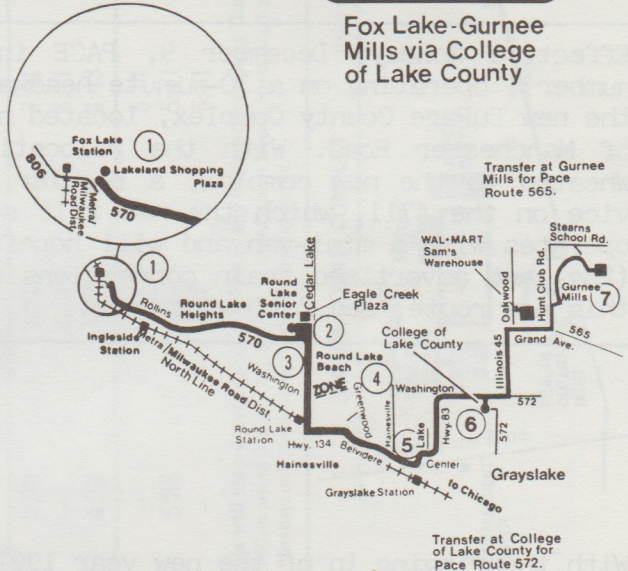 Fox Lake-Gurnee
Mills via College
of Lake County
Fox Lake
Station
1
Lakeland Shopping
Plaza
806
Metra/
Milwaukee
Road Dist.
570
Transfer at Gurnee
Mills for Pace
Route 565.
Stearns
School Rd.
WAL-MART
Sam's
Warehouse
Oakwood
Hunt Club Rd.
Gurnee
Mills
7
Grand Ave.
565
1
Rollins
Round Lake
Heights
Round
Lake
Senior
Center
Cedar Lake
Eagle Creek
Plaza
2
College of
Lake County
Illinois 45
Ingleside
Station
570
Washington
3
Round Lake
Beach
ZONE
4
Washington
572
Metra/Milwaukee Road Dist.
North Line
Greenwood
Hainesville
Lake
Hwy. 83
6
572
Round Lake
Station
Hwy. 134
Belvidere
5
Center
Hainesville
Grayslake
Grayslake Station
to Chicago
Transfer at College
of Lake County for
Pace Route 572.